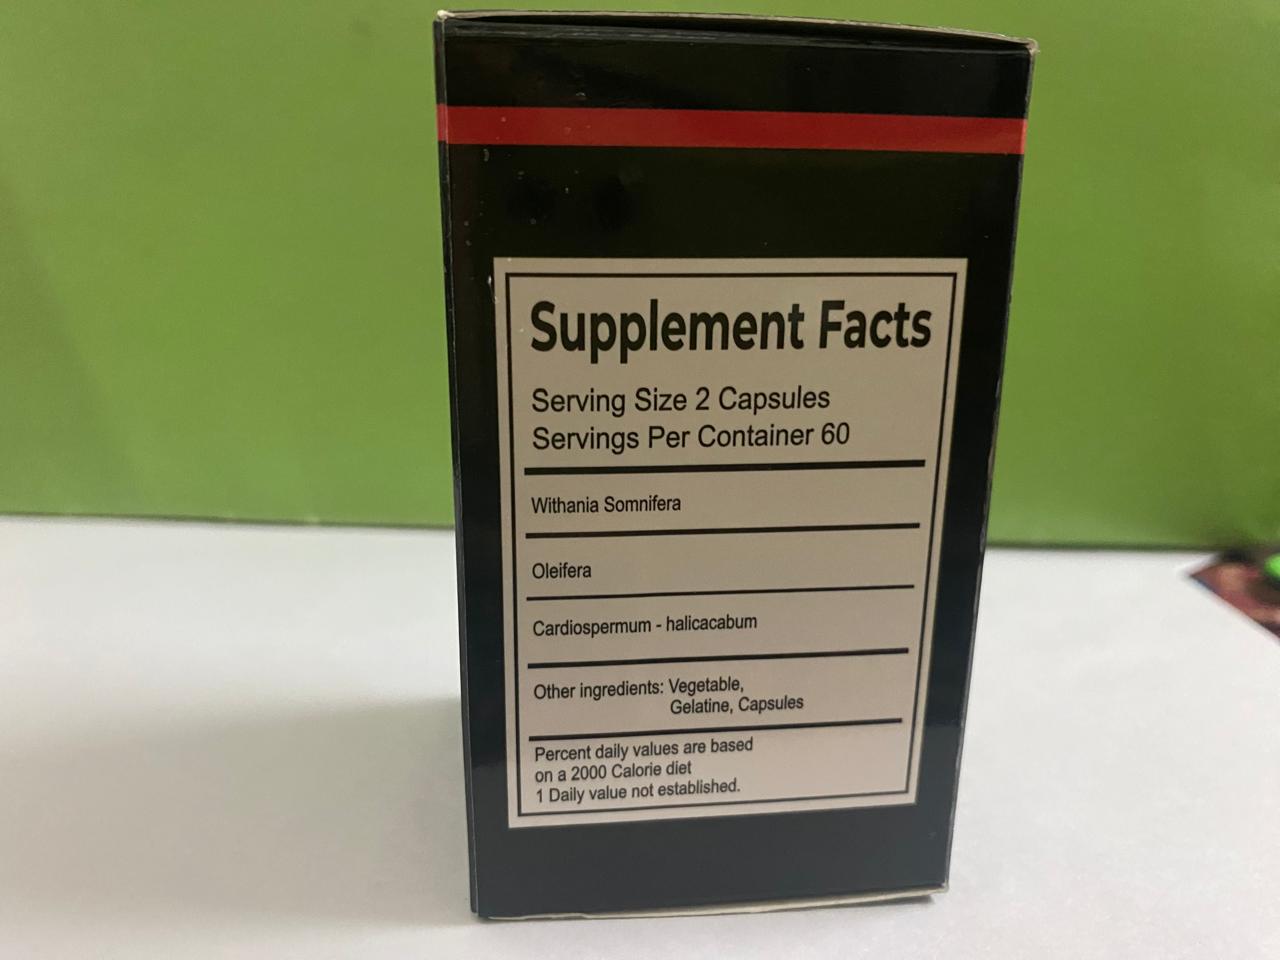 Supplement Facts
Serving Size 2 Capsules
Servings Per Container 60
Withania Somnifera
Oleifera
Cardiospermum - halicacabum
Other ingredients: Vegetable,
Gelatine, Capsules
Percent daily values are based
on a 2000 Calorie diet
1 Daily value not established.